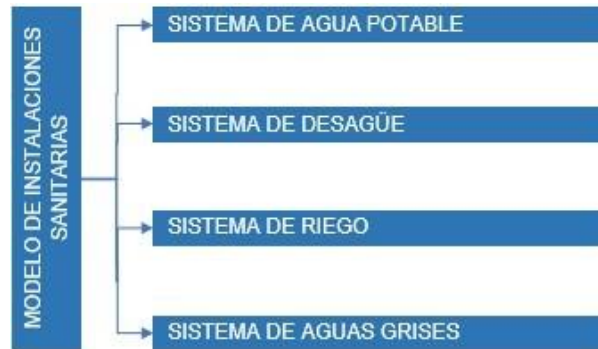 MODELO DE INSTALACIONES
SANITARIAS
SISTEMA DE AGUA POTABLE
SISTEMA DE DESAGÜE
SISTEMA DE RIEGO
SISTEMA DE AGUAS GRISES